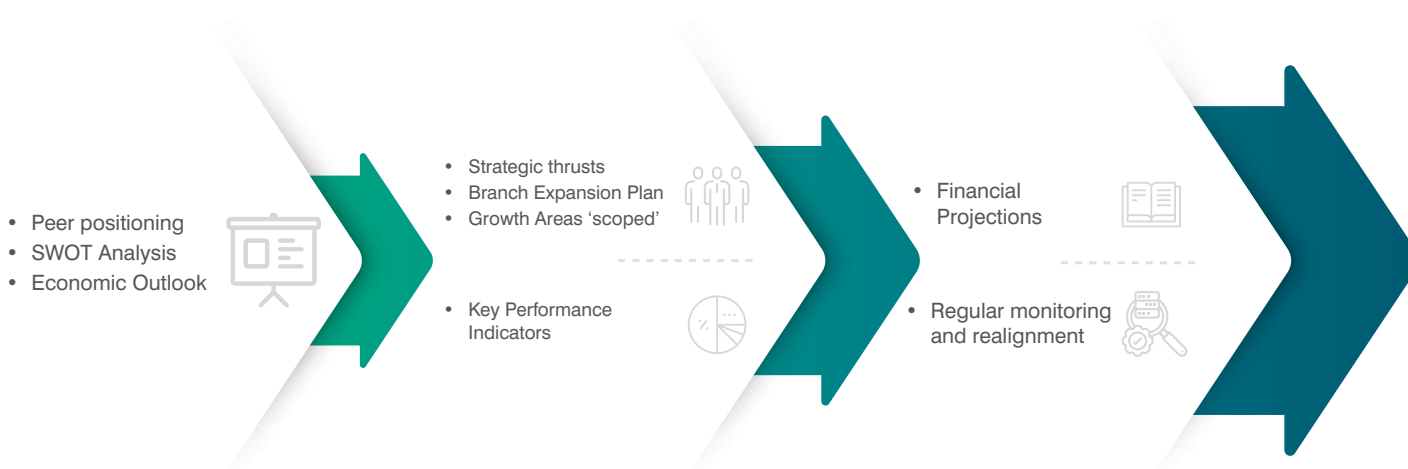 • Peer positioning
• SWOT Analysis
• Economic Outlook
• Strategic thrusts
• Branch Expansion Plan
• Growth Areas ‘scoped’
• Key Performance
Indicators
• Financial
Projections
• Regular monitoring
and realignment